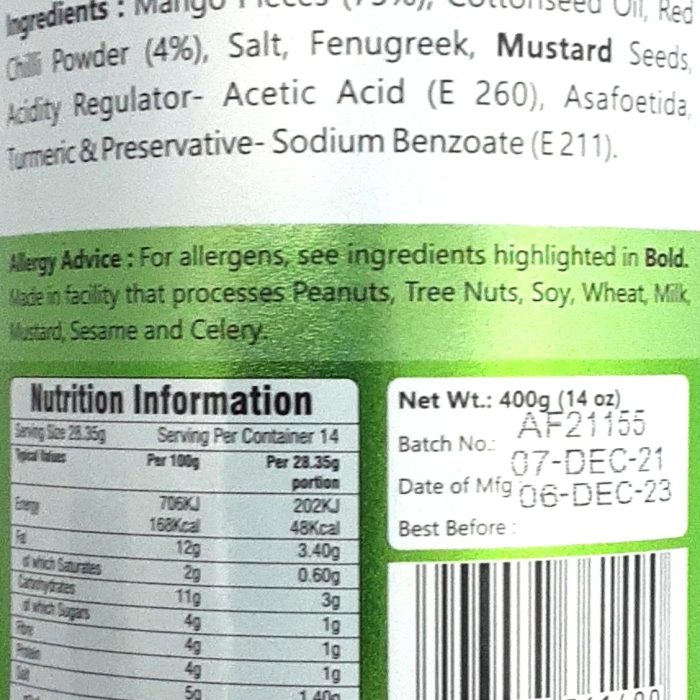 Ingredients : Mango Pieces (75%), Cottonseed Oil, Red
Chilli Powder (4%), Salt, Fenugreek, Mustard Seeds,
Acidity Regulator- Acetic Acid (E 260), Asafoetida,
Turmeric & Preservative- Sodium Benzoate (E 211).
Allergy Advice : For allergens, see ingredients highlighted in Bold.
Made in facility that processes Peanuts, Tree Nuts, Soy, Wheat, Milk,
Mustard, Sesame and Celery.
Nutrition Information
Serving Size 28.35g Serving Per Container 14
Typical Values Per 100g Per 28.35g portion
Energy 706KJ 202KJ
168Kcal 48Kcal
Fat 12g 3.40g
of which Saturates 2g 0.60g
Carbohydrates 11g 3g
of which Sugars 4g 1g
Fibre 4g 1g
Protein 4g 1g
Salt 5g 1.40g
Net Wt.: 400g (14 oz)
Batch No.: AF21155
Date of Mfg 07-DEC-21
Best Before : 06-DEC-23